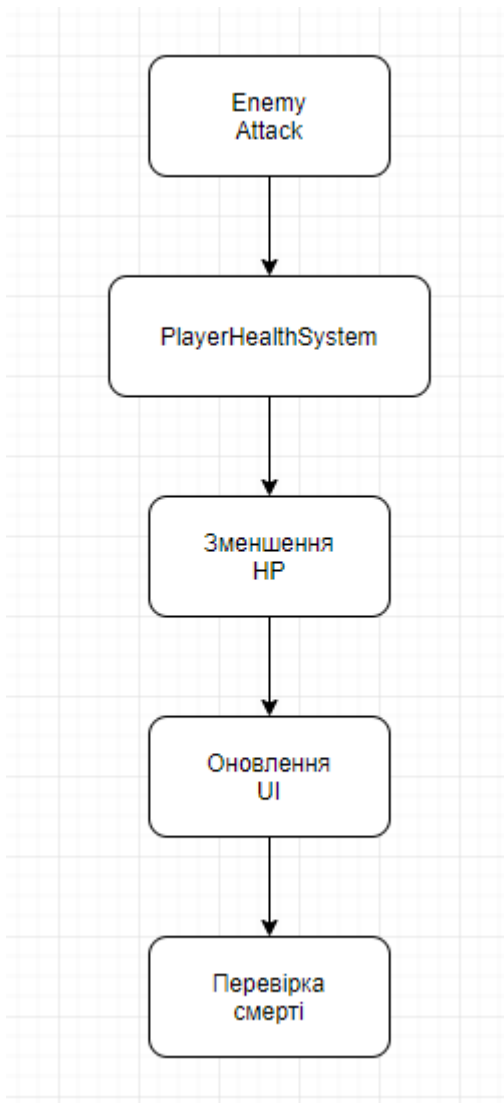 Enemy
Attack
PlayerHealthSystem
Зменшення
HP
Оновлення
UI
Перевірка
смерті